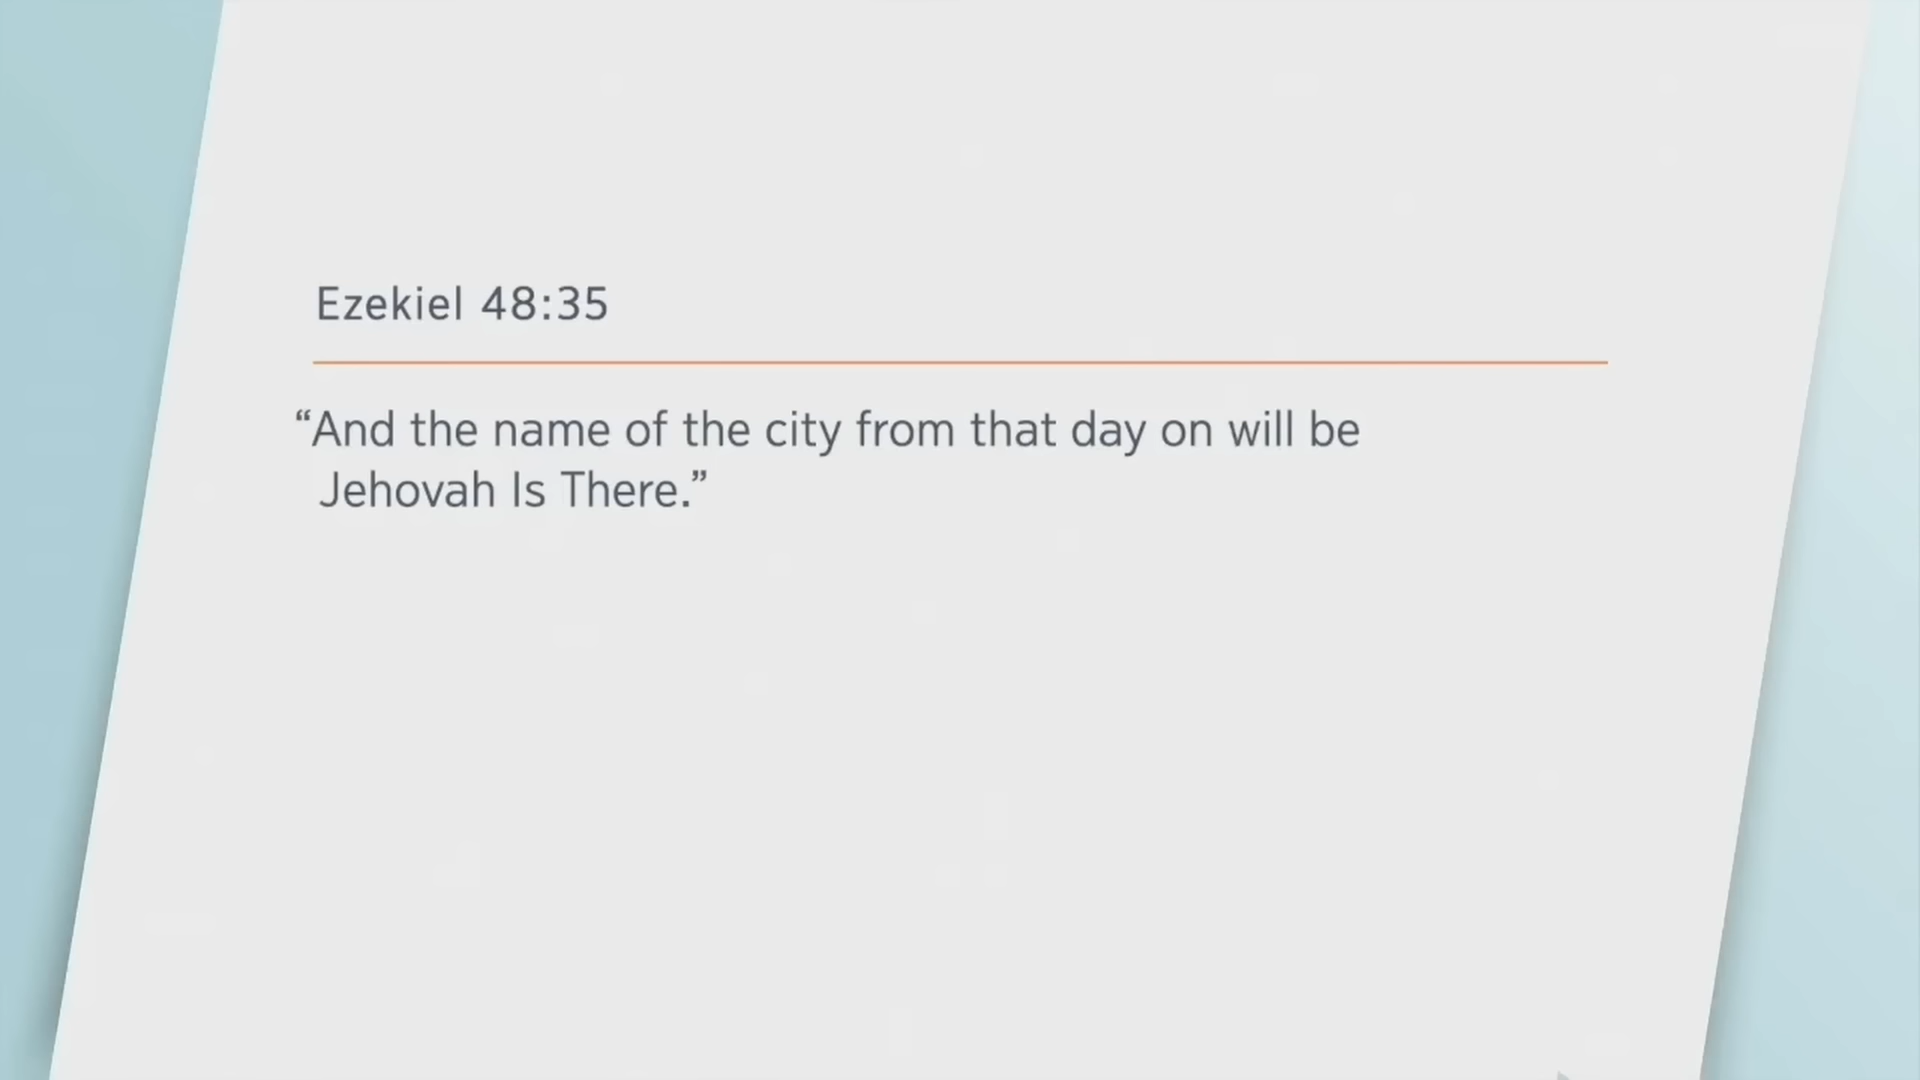 Ezekiel 48:35
“And the name of the city from that day on will be
Jehovah Is There.”